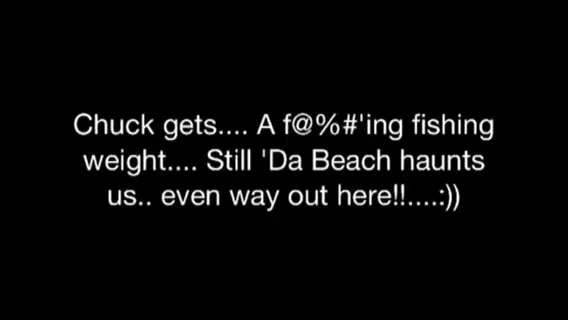 Chuck gets.... A f@%#'ing fishing
weight.... Still 'Da Beach haunts
us.. even way out here!!....:))